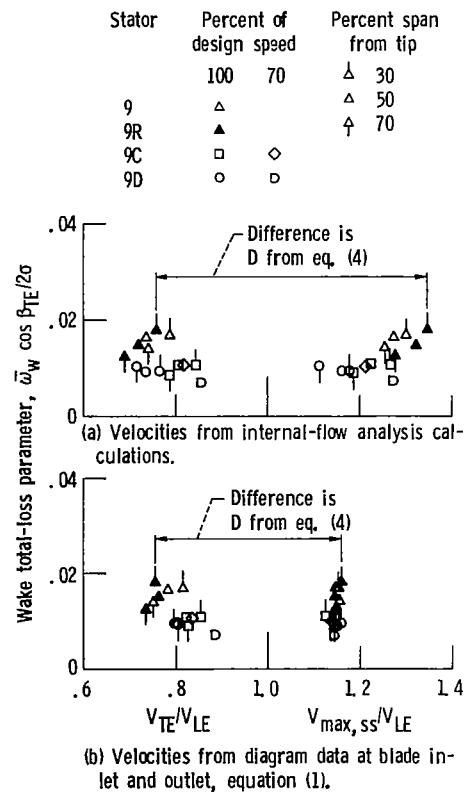 Stator
Percent of design speed
Percent span from tip
100 70
30
50
70
9
9R
9C
9D
Wake total-loss parameter, ω̄w cos βTE/2σ
.04
.02
0
Difference is
D from eq. (4)
(a) Velocities from internal-flow analysis cal-
culations.
.04
.02
0
Difference is
D from eq. (4)
.6 .8 1.0 1.2 1.4
VTE/VLE Vmax, ss/VLE
(b) Velocities from diagram data at blade in-
let and outlet, equation (1).